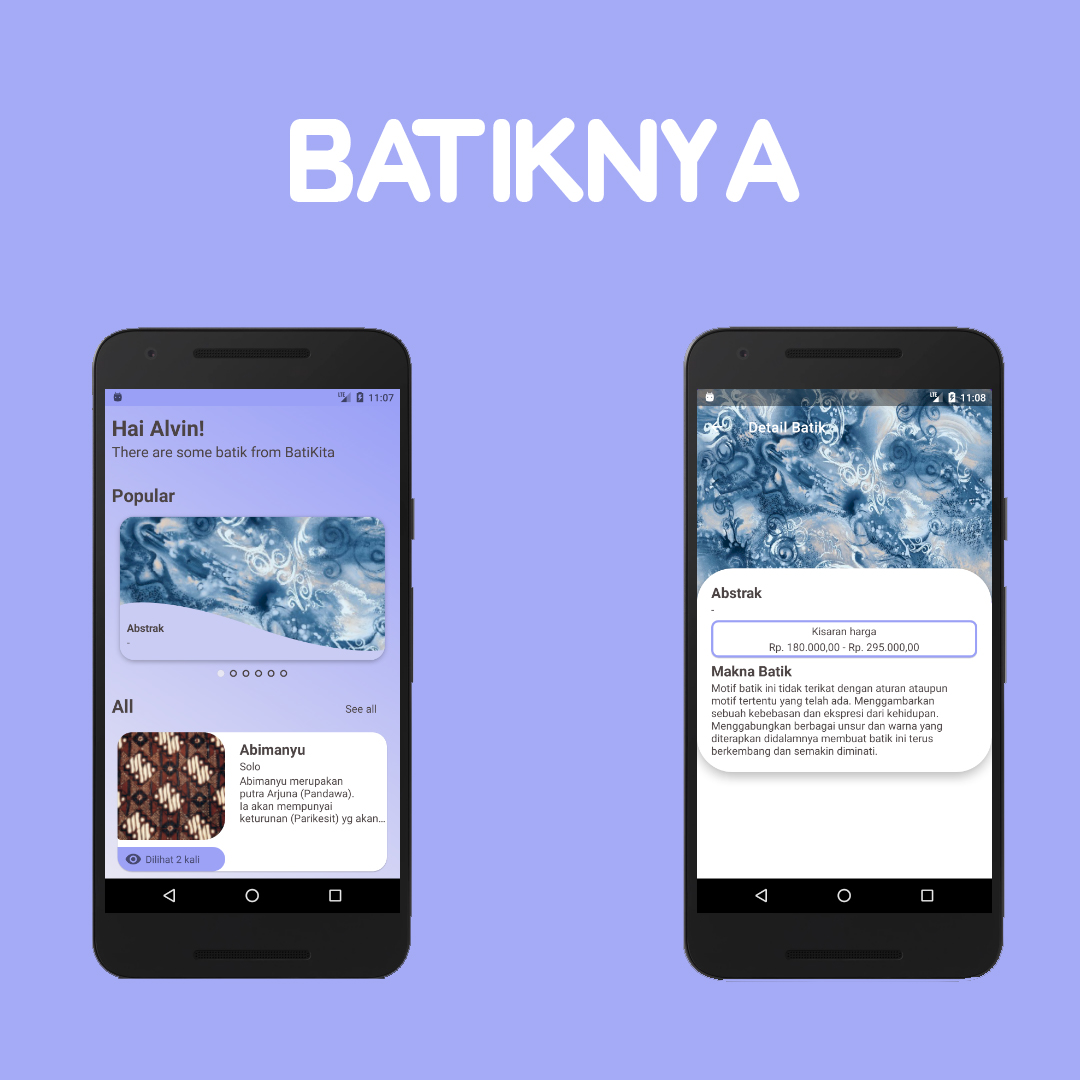 BATIKNYA
LTE 11:07
Hai Alvin!
There are some batik from BatiKita
Popular
Abstrak
-
All
See all
Abimanyu
Solo
Abimanyu merupakan
putra Arjuna (Pandawa).
Ia akan mempunyai
keturunan (Parikesit) yg akan...
Dilihat 2 kali
LTE 11:08
Detail Batik
Abstrak
-
Kisaran harga
Rp. 180.000,00 - Rp. 295.000,00
Makna Batik
Motif batik ini tidak terikat dengan aturan ataupun
motif tertentu yang telah ada. Menggambarkan
sebuah kebebasan dan ekspresi dari kehidupan.
Menggabungkan berbagai unsur dan warna yang
diterapkan didalamnya membuat batik ini terus
berkembang dan semakin diminati.